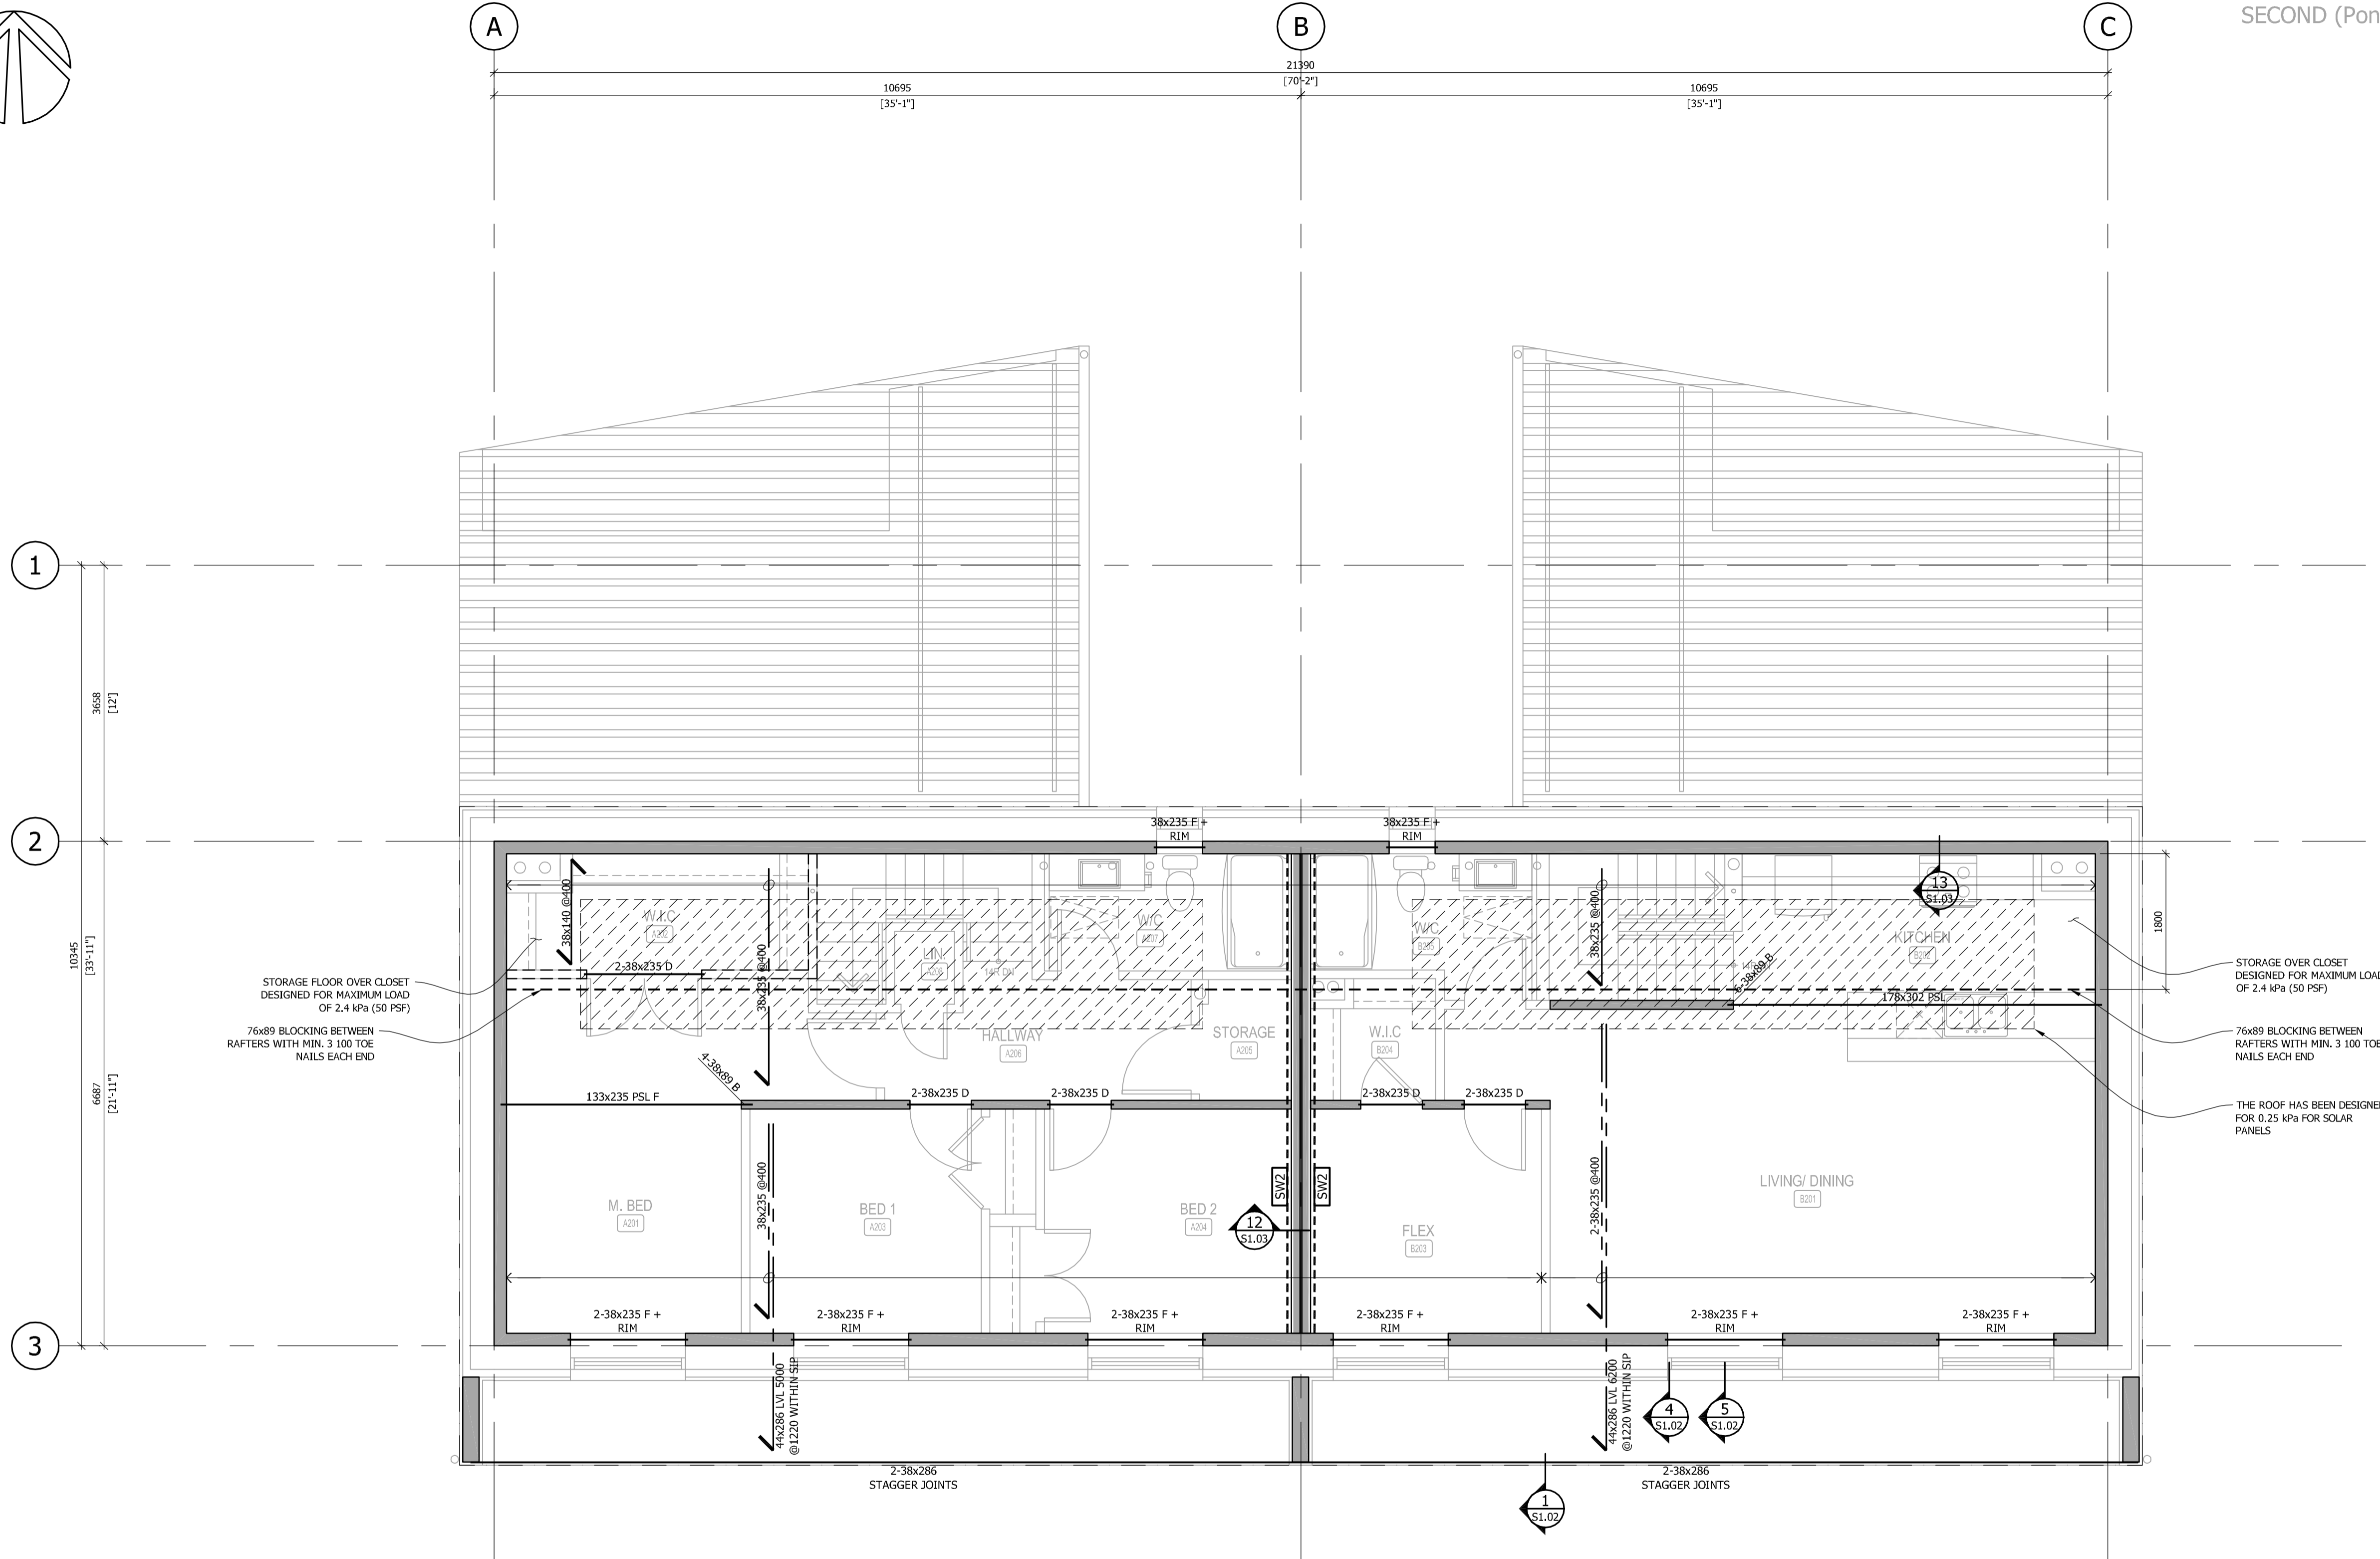 SECOND (Pon
A
B
C
21390
[70'-2"]
10695
[35'-1"]
10695
[35'-1"]
1
2
3
3658
[12']
10345
[33'-11"]
6687
[21'-11"]
1800
38x235 F +
RIM
38x235 F +
RIM
38x140 @400
W.I.C
A202
2-38x235 D
38x235 @400
LIN.
A208
14R DN
W/C
A207
W/C
B205
38x235 @400
6-38x89 B
KITCHEN
B202
178x302 PSL
13
S1.03
STORAGE FLOOR OVER CLOSET
DESIGNED FOR MAXIMUM LOAD
OF 2.4 kPa (50 PSF)
76x89 BLOCKING BETWEEN
RAFTERS WITH MIN. 3 100 TOE
NAILS EACH END
STORAGE OVER CLOSET
DESIGNED FOR MAXIMUM LOAD
OF 2.4 kPa (50 PSF)
76x89 BLOCKING BETWEEN
RAFTERS WITH MIN. 3 100 TOE
NAILS EACH END
THE ROOF HAS BEEN DESIGNE
FOR 0.25 kPa FOR SOLAR
PANELS
HALLWAY
A206
STORAGE
A205
W.I.C
B204
4-38x89 B
133x235 PSL F
2-38x235 D
2-38x235 D
2-38x235 D
2-38x235 D
38x235 @400
2-38x235 @400
SW2
SW2
M. BED
A201
BED 1
A203
BED 2
A204
12
S1.03
FLEX
B203
LIVING/ DINING
B201
2-38x235 F +
RIM
2-38x235 F +
RIM
2-38x235 F +
RIM
2-38x235 F +
RIM
2-38x235 F +
RIM
2-38x235 F +
RIM
44x286 LVL 5000
@1220 WITHIN SIP
44x286 LVL 6200
@1220 WITHIN SIP
4
S1.02
5
S1.02
2-38x286
STAGGER JOINTS
2-38x286
STAGGER JOINTS
1
S1.02